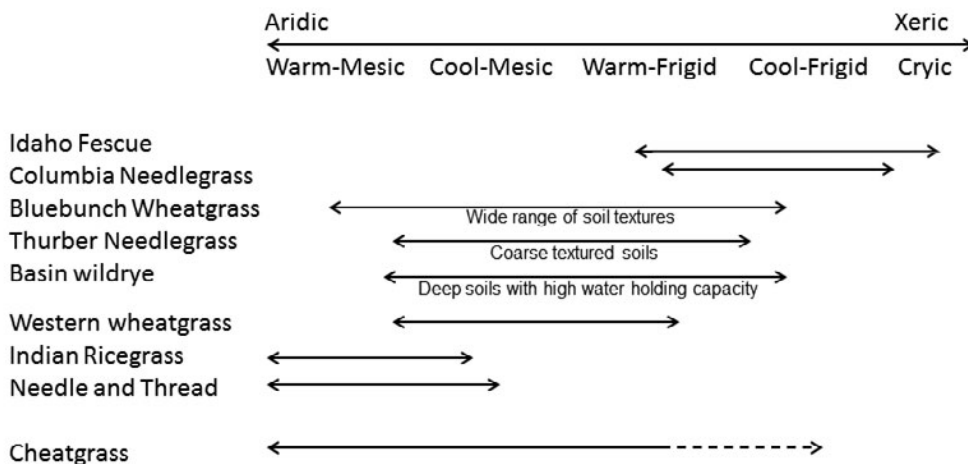 Aridic Xeric
Warm-Mesic Cool-Mesic Warm-Frigid Cool-Frigid Cryic
Idaho Fescue
Columbia Needlegrass
Bluebunch Wheatgrass
Wide range of soil textures
Thurber Needlegrass
Coarse textured soils
Basin wildrye
Deep soils with high water holding capacity
Western wheatgrass
Indian Ricegrass
Needle and Thread
Cheatgrass